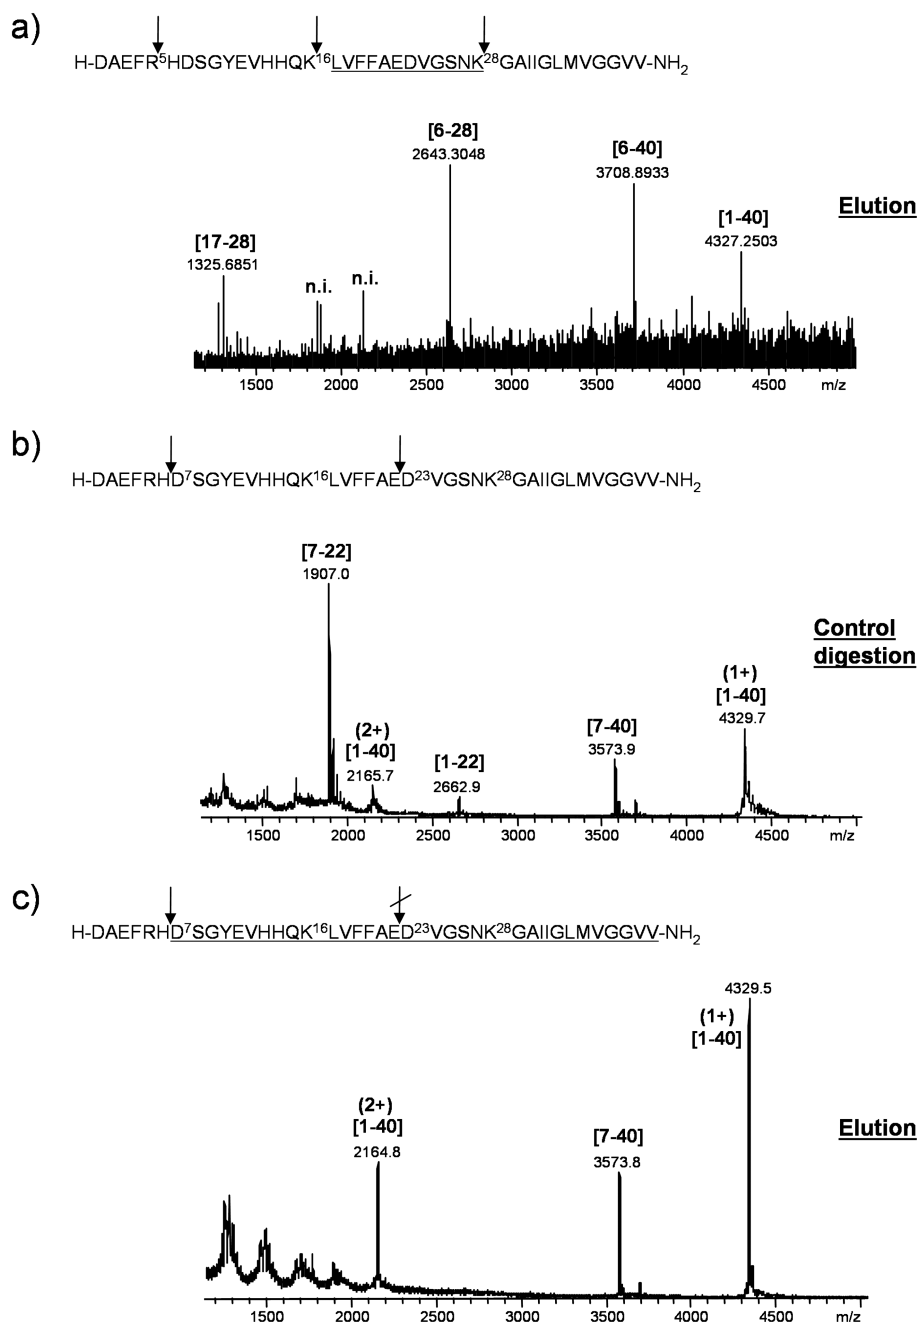 a)
H-DAEFR⁵HDSGYEVHHQK¹⁶LVFFAEDVGSNK²⁸GAIIGLMVGGVV-NH₂
[6-28]
2643.3048
[6-40]
3708.8933
Elution
[1-40]
4327.2503
[17-28]
1325.6851
n.i.
n.i.
1500 2000 2500 3000 3500 4000 4500 m/z
b)
H-DAEFRHD⁷SGYEVHHQK¹⁶LVFFAED²³VGSNK²⁸GAIIGLMVGGVV-NH₂
[7-22]
1907.0
Control
digestion
(1+)
[1-40]
4329.7
(2+)
[1-40]
2165.7
[1-22]
2662.9
[7-40]
3573.9
1500 2000 2500 3000 3500 4000 4500 m/z
c)
H-DAEFRHD⁷SGYEVHHQK¹⁶LVFFAED²³VGSNK²⁸GAIIGLMVGGVV-NH₂
4329.5
(1+)
[1-40]
(2+)
[1-40]
2164.8
[7-40]
3573.8
Elution
1500 2000 2500 3000 3500 4000 4500 m/z